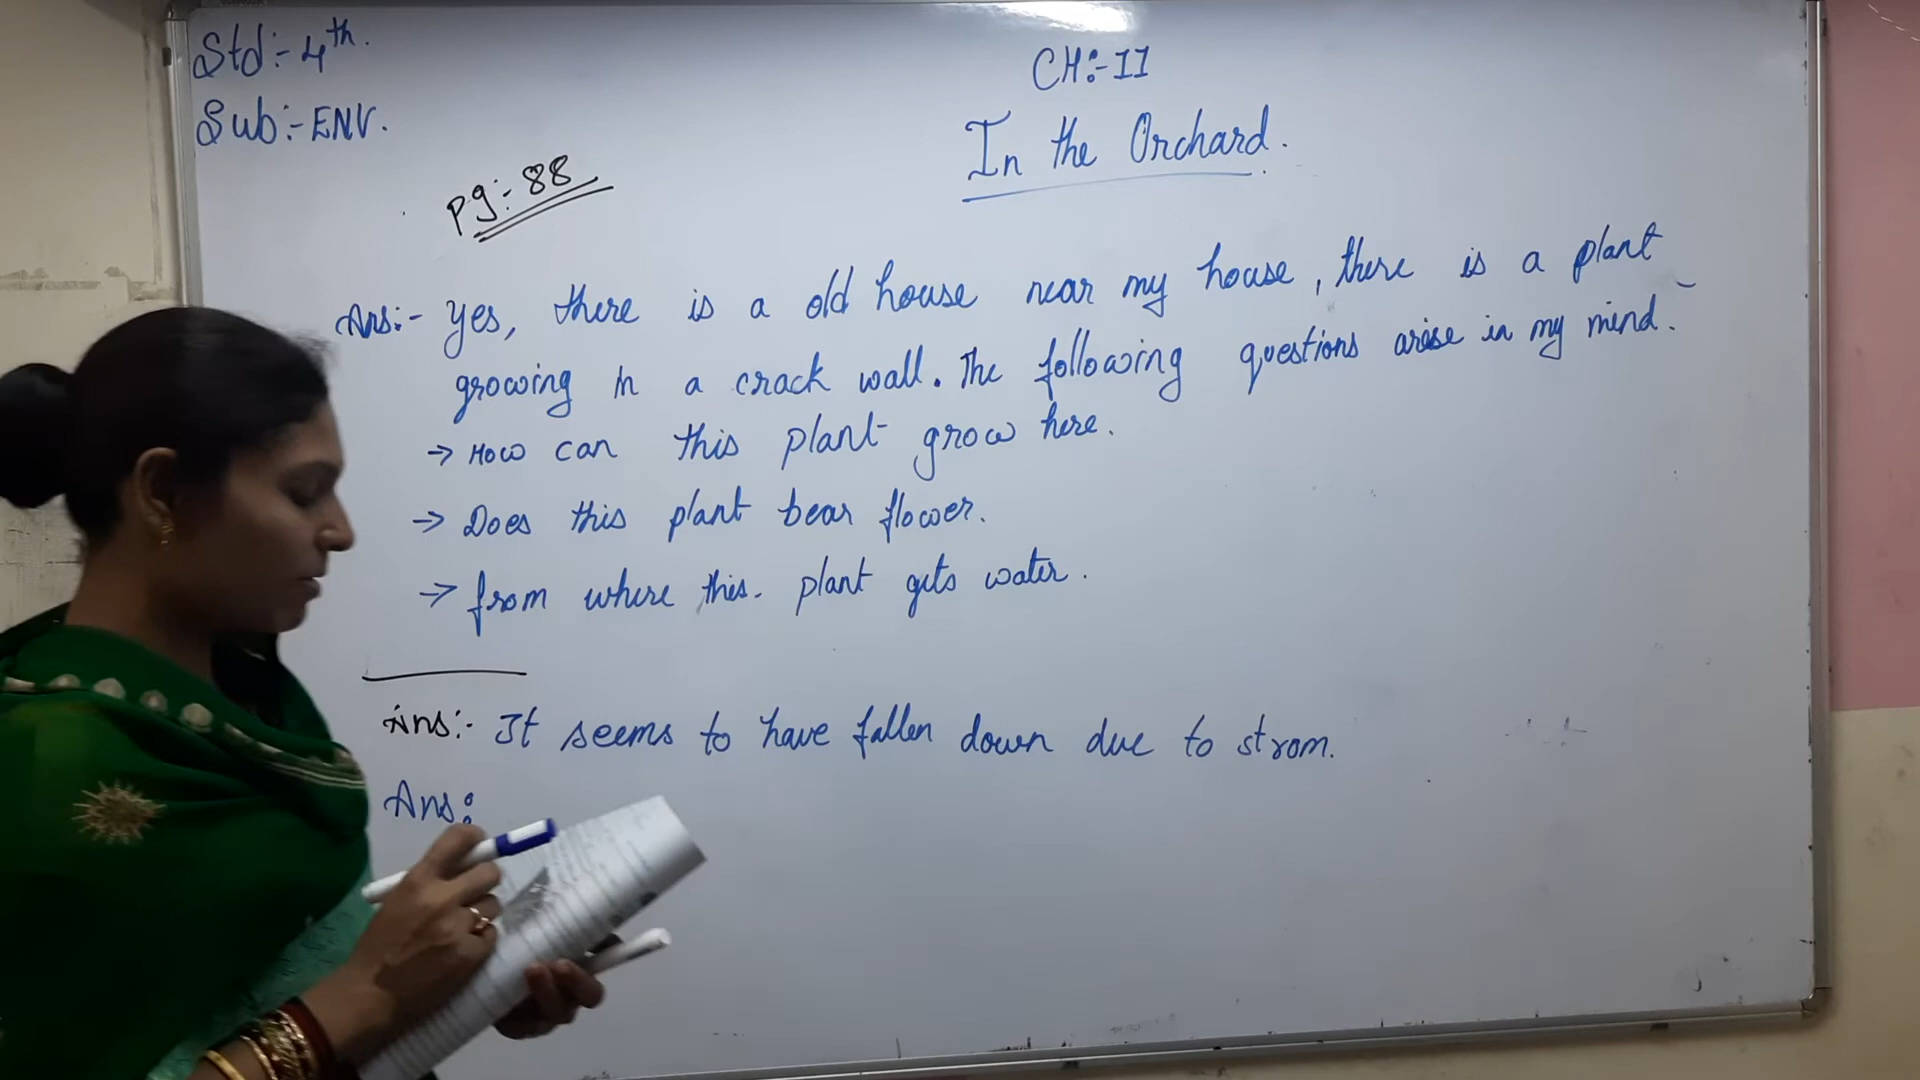 Std:- 4th.
Sub:- ENV.
CH:- II
In the Orchard.
pg:- 88
Ans:- Yes, there is a old house near my house, there is a plant
growing in a crack wall. The following questions arise in my mind.
→ How can this plant grow here.
→ Does this plant bear flower.
→ from where this. plant gets water.
Ans:- It seems to have fallen down due to strom.
Ans: